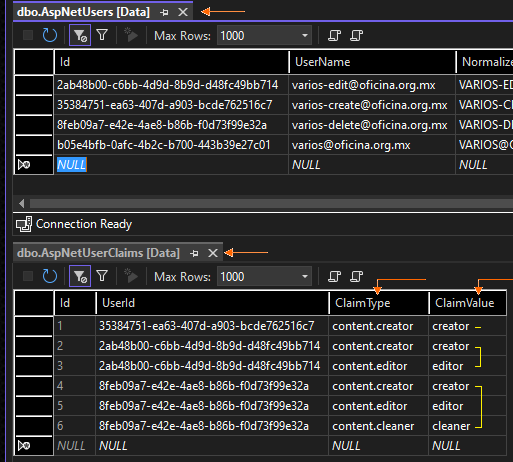 dbo.AspNetUsers [Data]
Max Rows: 1000
Id UserName Normalize
2ab48b00-c6bb-4d9d-8b9d-d48fc49bb714 varios-edit@oficina.org.mx VARIOS-ED
35384751-ea63-407d-a903-bcde762516c7 varios-create@oficina.org.mx VARIOS-CR
8feb09a7-e42e-4ae8-b86b-f0d73f99e32a varios-delete@oficina.org.mx VARIOS-DE
b05e4bfb-0afc-4b2c-b700-443b39e27c01 varios@oficina.org.mx VARIOS@O
NULL NULL NULL
Connection Ready
dbo.AspNetUserClaims [Data]
Max Rows: 1000
Id UserId ClaimType ClaimValue
1 35384751-ea63-407d-a903-bcde762516c7 content.creator creator
2 2ab48b00-c6bb-4d9d-8b9d-d48fc49bb714 content.creator creator
3 2ab48b00-c6bb-4d9d-8b9d-d48fc49bb714 content.editor editor
4 8feb09a7-e42e-4ae8-b86b-f0d73f99e32a content.creator creator
5 8feb09a7-e42e-4ae8-b86b-f0d73f99e32a content.editor editor
6 8feb09a7-e42e-4ae8-b86b-f0d73f99e32a content.cleaner cleaner
NULL NULL NULL NULL